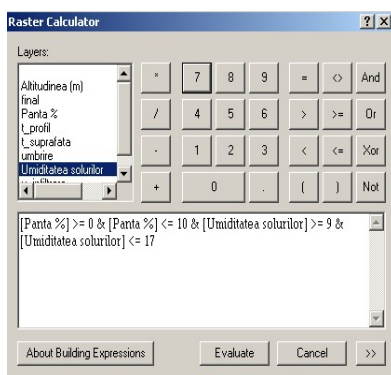 Raster Calculator
? ×
Layers:
Altitudinea (m)
final
Panta %
t_profil
t_suprafata
umbrire
Umiditatea solurilor
* 7 8 9 = <> And
/ 4 5 6 > >= Or
- 1 2 3 < <= Xor
+ 0 . ( ) Not
[Panta %] >= 0 & [Panta %] <= 10 & [Umiditatea solurilor] >= 9 &
[Umiditatea solurilor] <= 17
About Building Expressions Evaluate Cancel >>